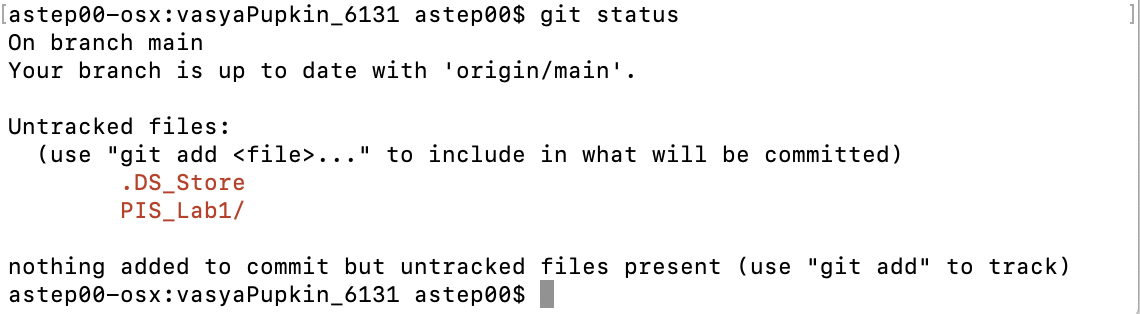 [astep00-osx:vasyaPupkin_6131 astep00$ git status ]
On branch main
Your branch is up to date with 'origin/main'.
Untracked files:
  (use "git add <file>..." to include in what will be committed)
        .DS_Store
        PIS_Lab1/
nothing added to commit but untracked files present (use "git add" to track)
astep00-osx:vasyaPupkin_6131 astep00$